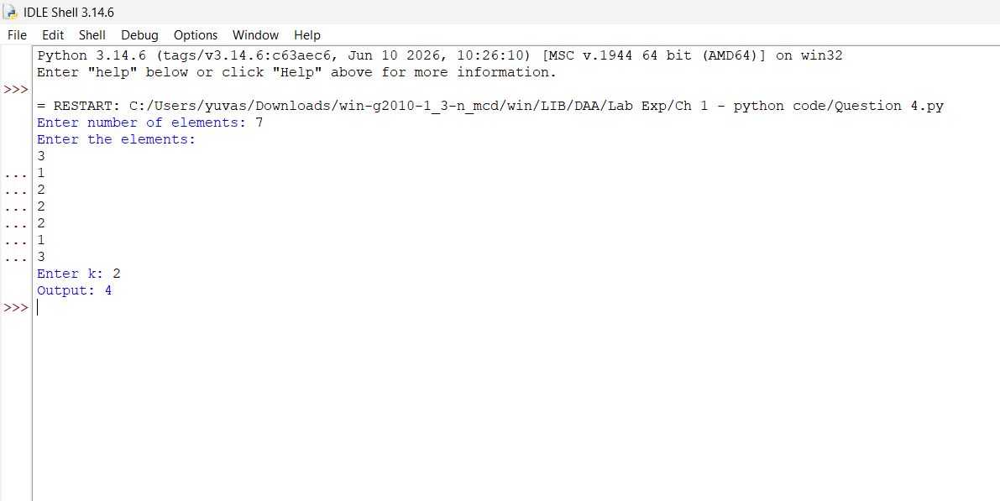 IDLE Shell 3.14.6
File Edit Shell Debug Options Window Help
Python 3.14.6 (tags/v3.14.6:c63aec6, Jun 10 2026, 10:26:10) [MSC v.1944 64 bit (AMD64)] on win32
Enter "help" below or click "Help" above for more information.
>>>
= RESTART: C:/Users/yuvas/Downloads/win-g2010-1_3-n_mcd/win/LIB/DAA/Lab Exp/Ch 1 - python code/Question 4.py
Enter number of elements: 7
Enter the elements:
3
... 1
... 2
... 2
... 2
... 1
... 3
Enter k: 2
Output: 4
>>>